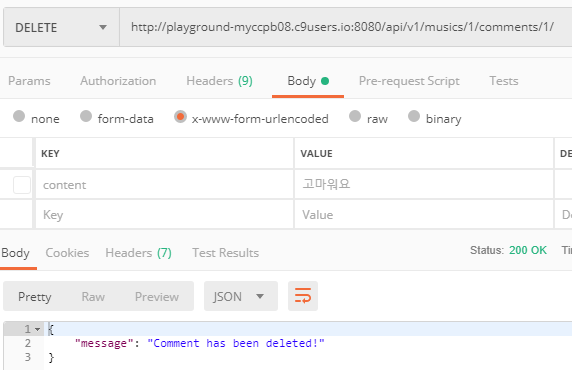 DELETE http://playground-myccpb08.c9users.io:8080/api/v1/musics/1/comments/1/
Params Authorization Headers (9) Body Pre-request Script Tests
none form-data x-www-form-urlencoded raw binary
KEY VALUE DE
content 고마워요
Key Value De
Body Cookies Headers (7) Test Results Status: 200 OK Tin
Pretty Raw Preview JSON
1 {
2 "message": "Comment has been deleted!"
3 }